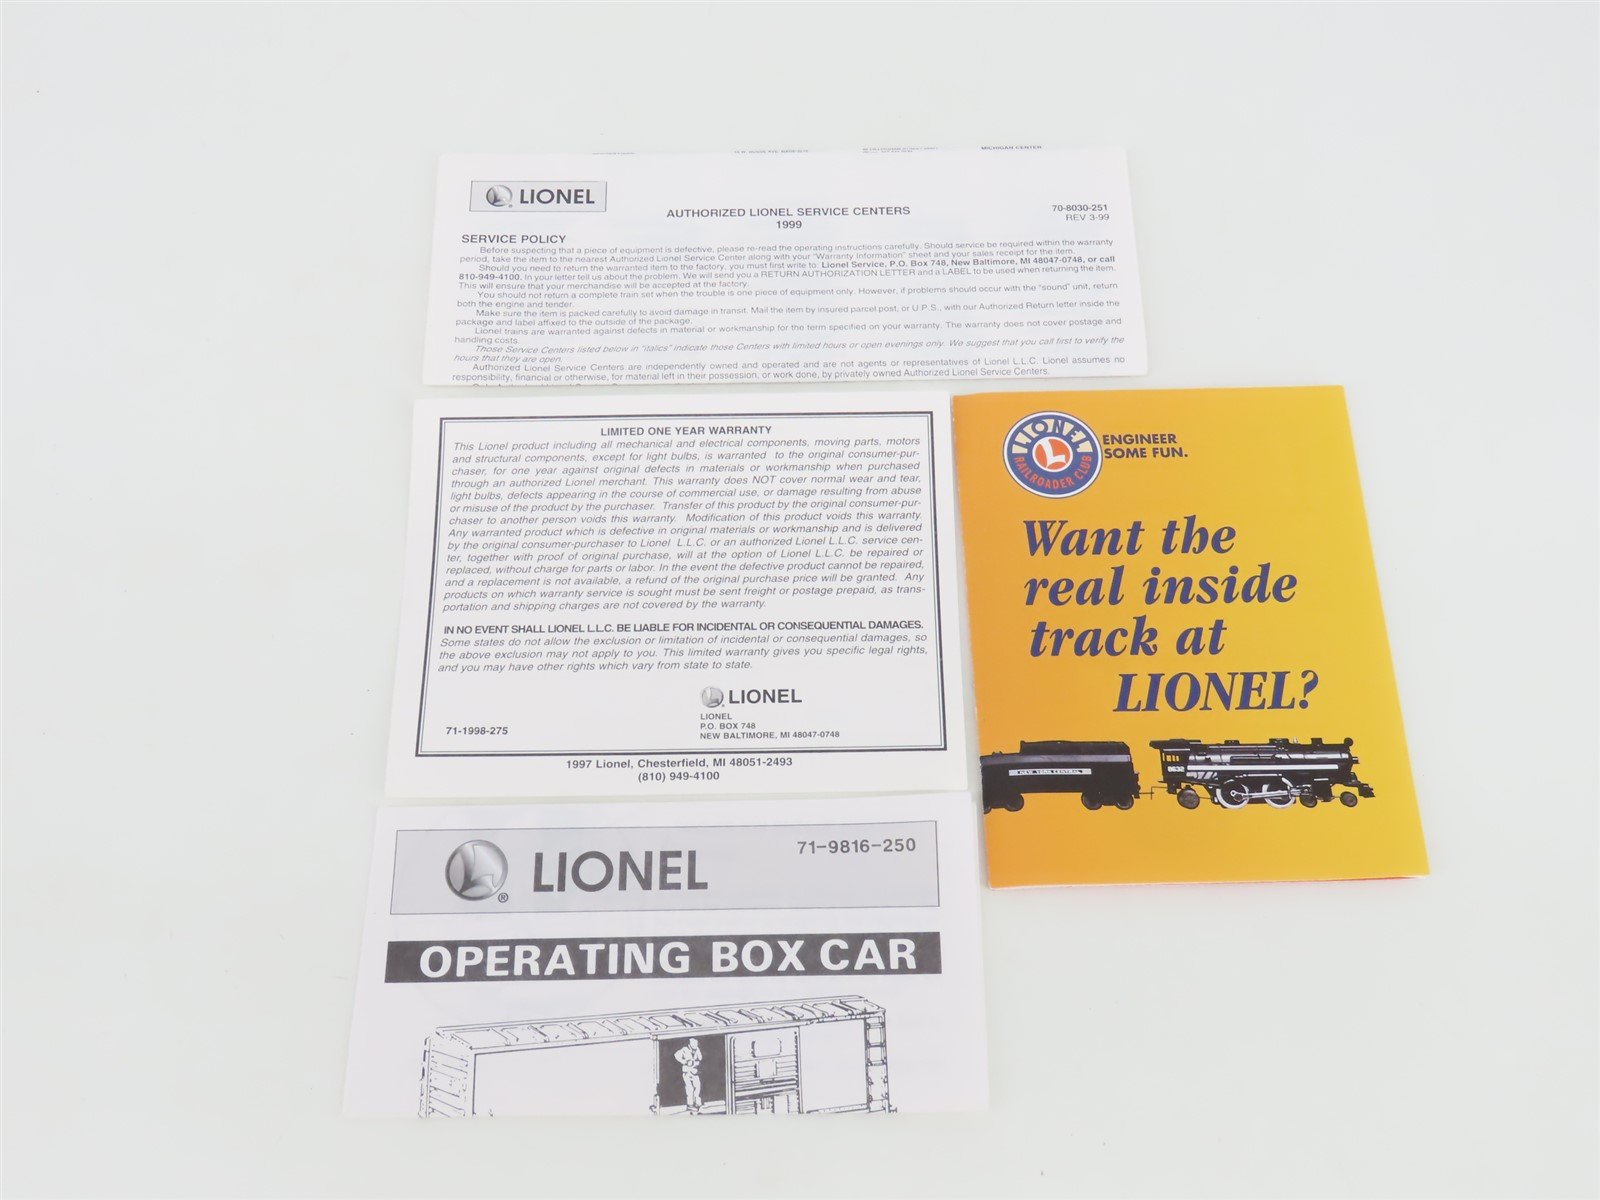 MICHIGAN CENTER
LIONEL
AUTHORIZED LIONEL SERVICE CENTERS
1999
70-8030-251
REV 3-99
SERVICE POLICY
Before suspecting that a piece of equipment is defective, please re-read the operating instructions carefully. Should service be required within the warranty
period, take the item to the nearest Authorized Lionel Service Center along with your "Warranty Information" sheet and your sales receipt for the item.
Should you need to return the warranted item to the factory, you must first write to: Lionel Service, P.O. Box 748, New Baltimore, MI 48047-0748, or call
810-949-4100. In your letter tell us about the problem. We will send you a RETURN AUTHORIZATION LETTER and a LABEL to be used when returning the item.
This will ensure that your merchandise will be accepted at the factory.
You should not return a complete train set when the trouble is one piece of equipment only. However, if problems should occur with the "sound" unit, return
both the engine and tender.
Make sure the item is packed carefully to avoid damage in transit. Mail the item by insured parcel post, or U.P.S., with our Authorized Return letter inside the
package and label affixed to the outside of the package.
Lionel trains are warranted against defects in material or workmanship for the term specified on your warranty. The warranty does not cover postage and
handling costs.
Those Service Centers listed below in "italics" indicate those Centers with limited hours or open evenings only. We suggest that you call first to verify the
hours that they are open.
Authorized Lionel Service Centers are independently owned and operated and are not agents or representatives of Lionel L.L.C. Lionel assumes no
responsibility, financial or otherwise, for material left in their possession, or work done, by privately owned Authorized Lionel Service Centers.
LIMITED ONE YEAR WARRANTY
This Lionel product including all mechanical and electrical components, moving parts, motors
and structural components, except for light bulbs, is warranted to the original consumer-pur-
chaser, for one year against original defects in materials or workmanship when purchased
through an authorized Lionel merchant. This warranty does NOT cover normal wear and tear,
light bulbs, defects appearing in the course of commercial use, or damage resulting from abuse
or misuse of the product by the purchaser. Transfer of this product by the original consumer-pur-
chaser to another person voids this warranty. Modification of this product voids this warranty.
Any warranted product which is defective in original materials or workmanship and is delivered
by the original consumer-purchaser to Lionel L.L.C. or an authorized Lionel L.L.C. service cen-
ter, together with proof of original purchase, will at the option of Lionel L.L.C. be repaired or
replaced, without charge for parts or labor. In the event the defective product cannot be repaired,
and a replacement is not available, a refund of the original purchase price will be granted. Any
products on which warranty service is sought must be sent freight or postage prepaid, as trans-
portation and shipping charges are not covered by the warranty.
IN NO EVENT SHALL LIONEL L.L.C. BE LIABLE FOR INCIDENTAL OR CONSEQUENTIAL DAMAGES.
Some states do not allow the exclusion or limitation of incidental or consequential damages, so
the above exclusion may not apply to you. This limited warranty gives you specific legal rights,
and you may have other rights which vary from state to state.
LIONEL
LIONEL
P.O. BOX 748
NEW BALTIMORE, MI 48047-0748
71-1998-275
1997 Lionel, Chesterfield, MI 48051-2493
(810) 949-4100
LIONEL
RAILROADER CLUB
L
ENGINEER
SOME FUN.
Want the
real inside
track at
LIONEL?
NEW YORK CENTRAL
8632
LIONEL
®
71-9816-250
OPERATING BOX CAR